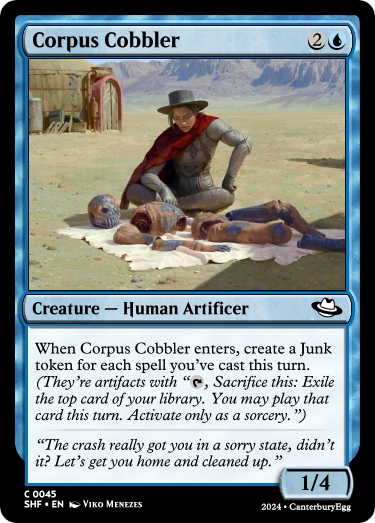 Corpus Cobbler 2
Creature — Human Artificer
When Corpus Cobbler enters, create a Junk
token for each spell you’ve cast this turn.
(They’re artifacts with “, Sacrifice this: Exile
the top card of your library. You may play that
card this turn. Activate only as a sorcery.”)
“The crash really got you in a sorry state, didn’t
it? Let’s get you home and cleaned up.”
1/4
C 0045
SHF • EN Viko Menezes
2024 • CanterburyEgg